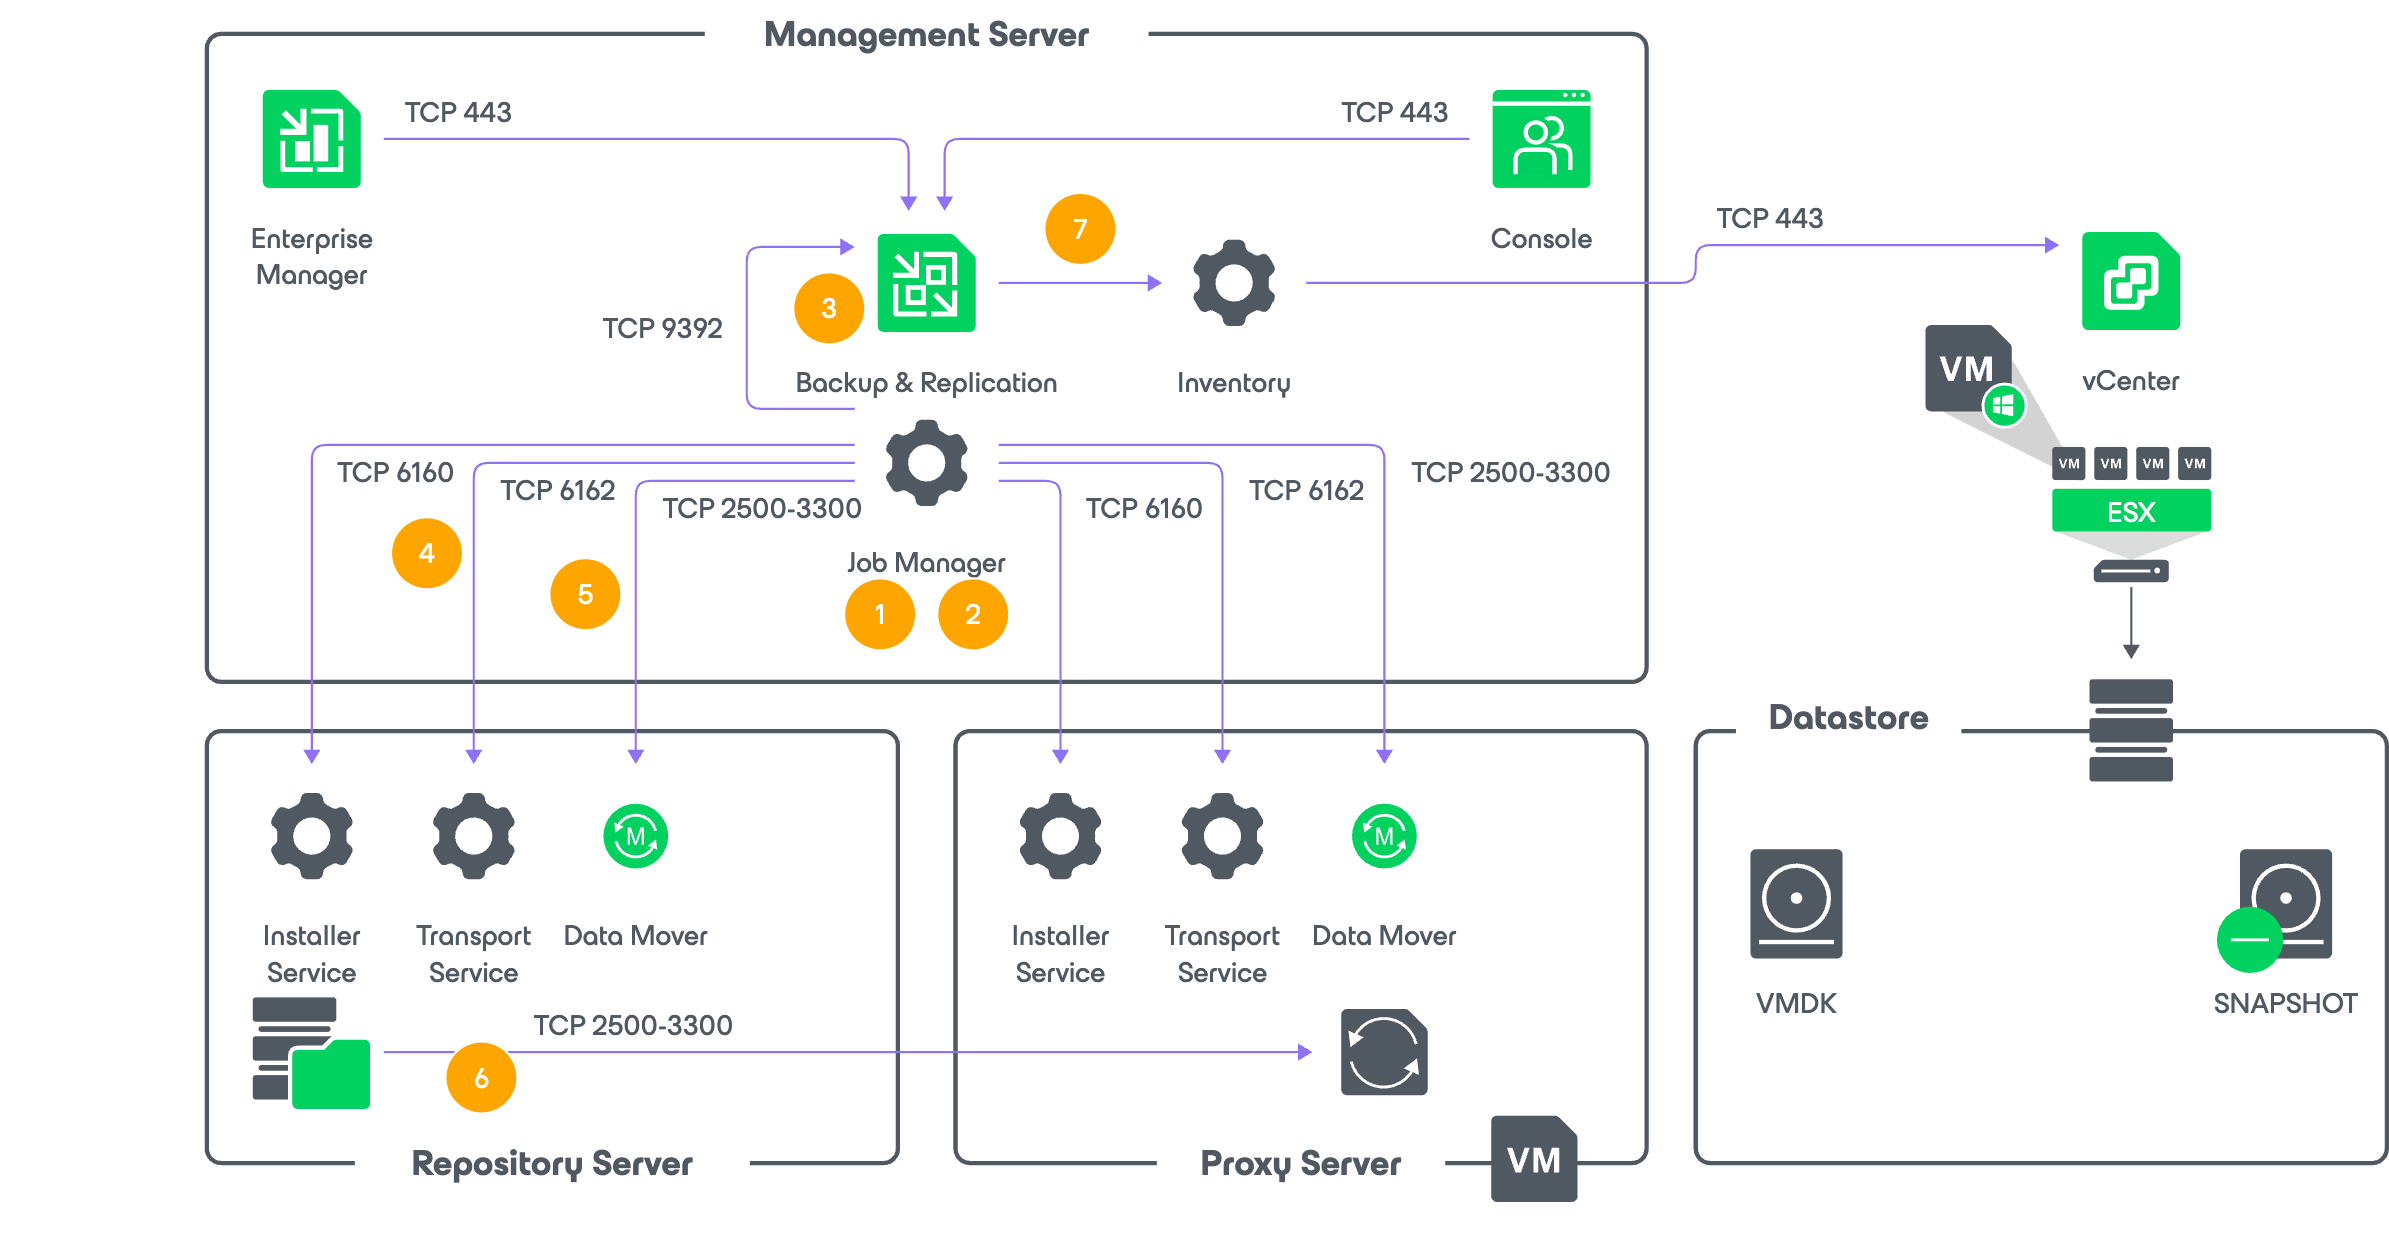 Management Server
TCP 443
TCP 443
Enterprise
Manager
Console
7
TCP 443
3
TCP 9392
Backup & Replication
Inventory
VM
vCenter
VM VM VM VM
ESX
TCP 6160
TCP 6162
TCP 2500-3300
TCP 6160
TCP 6162
TCP 2500-3300
4
5
Job Manager
1 2
Datastore
M
M
Installer
Service
Transport
Service
Data Mover
Installer
Service
Transport
Service
Data Mover
VMDK
SNAPSHOT
TCP 2500-3300
6
Repository Server
Proxy Server
VM